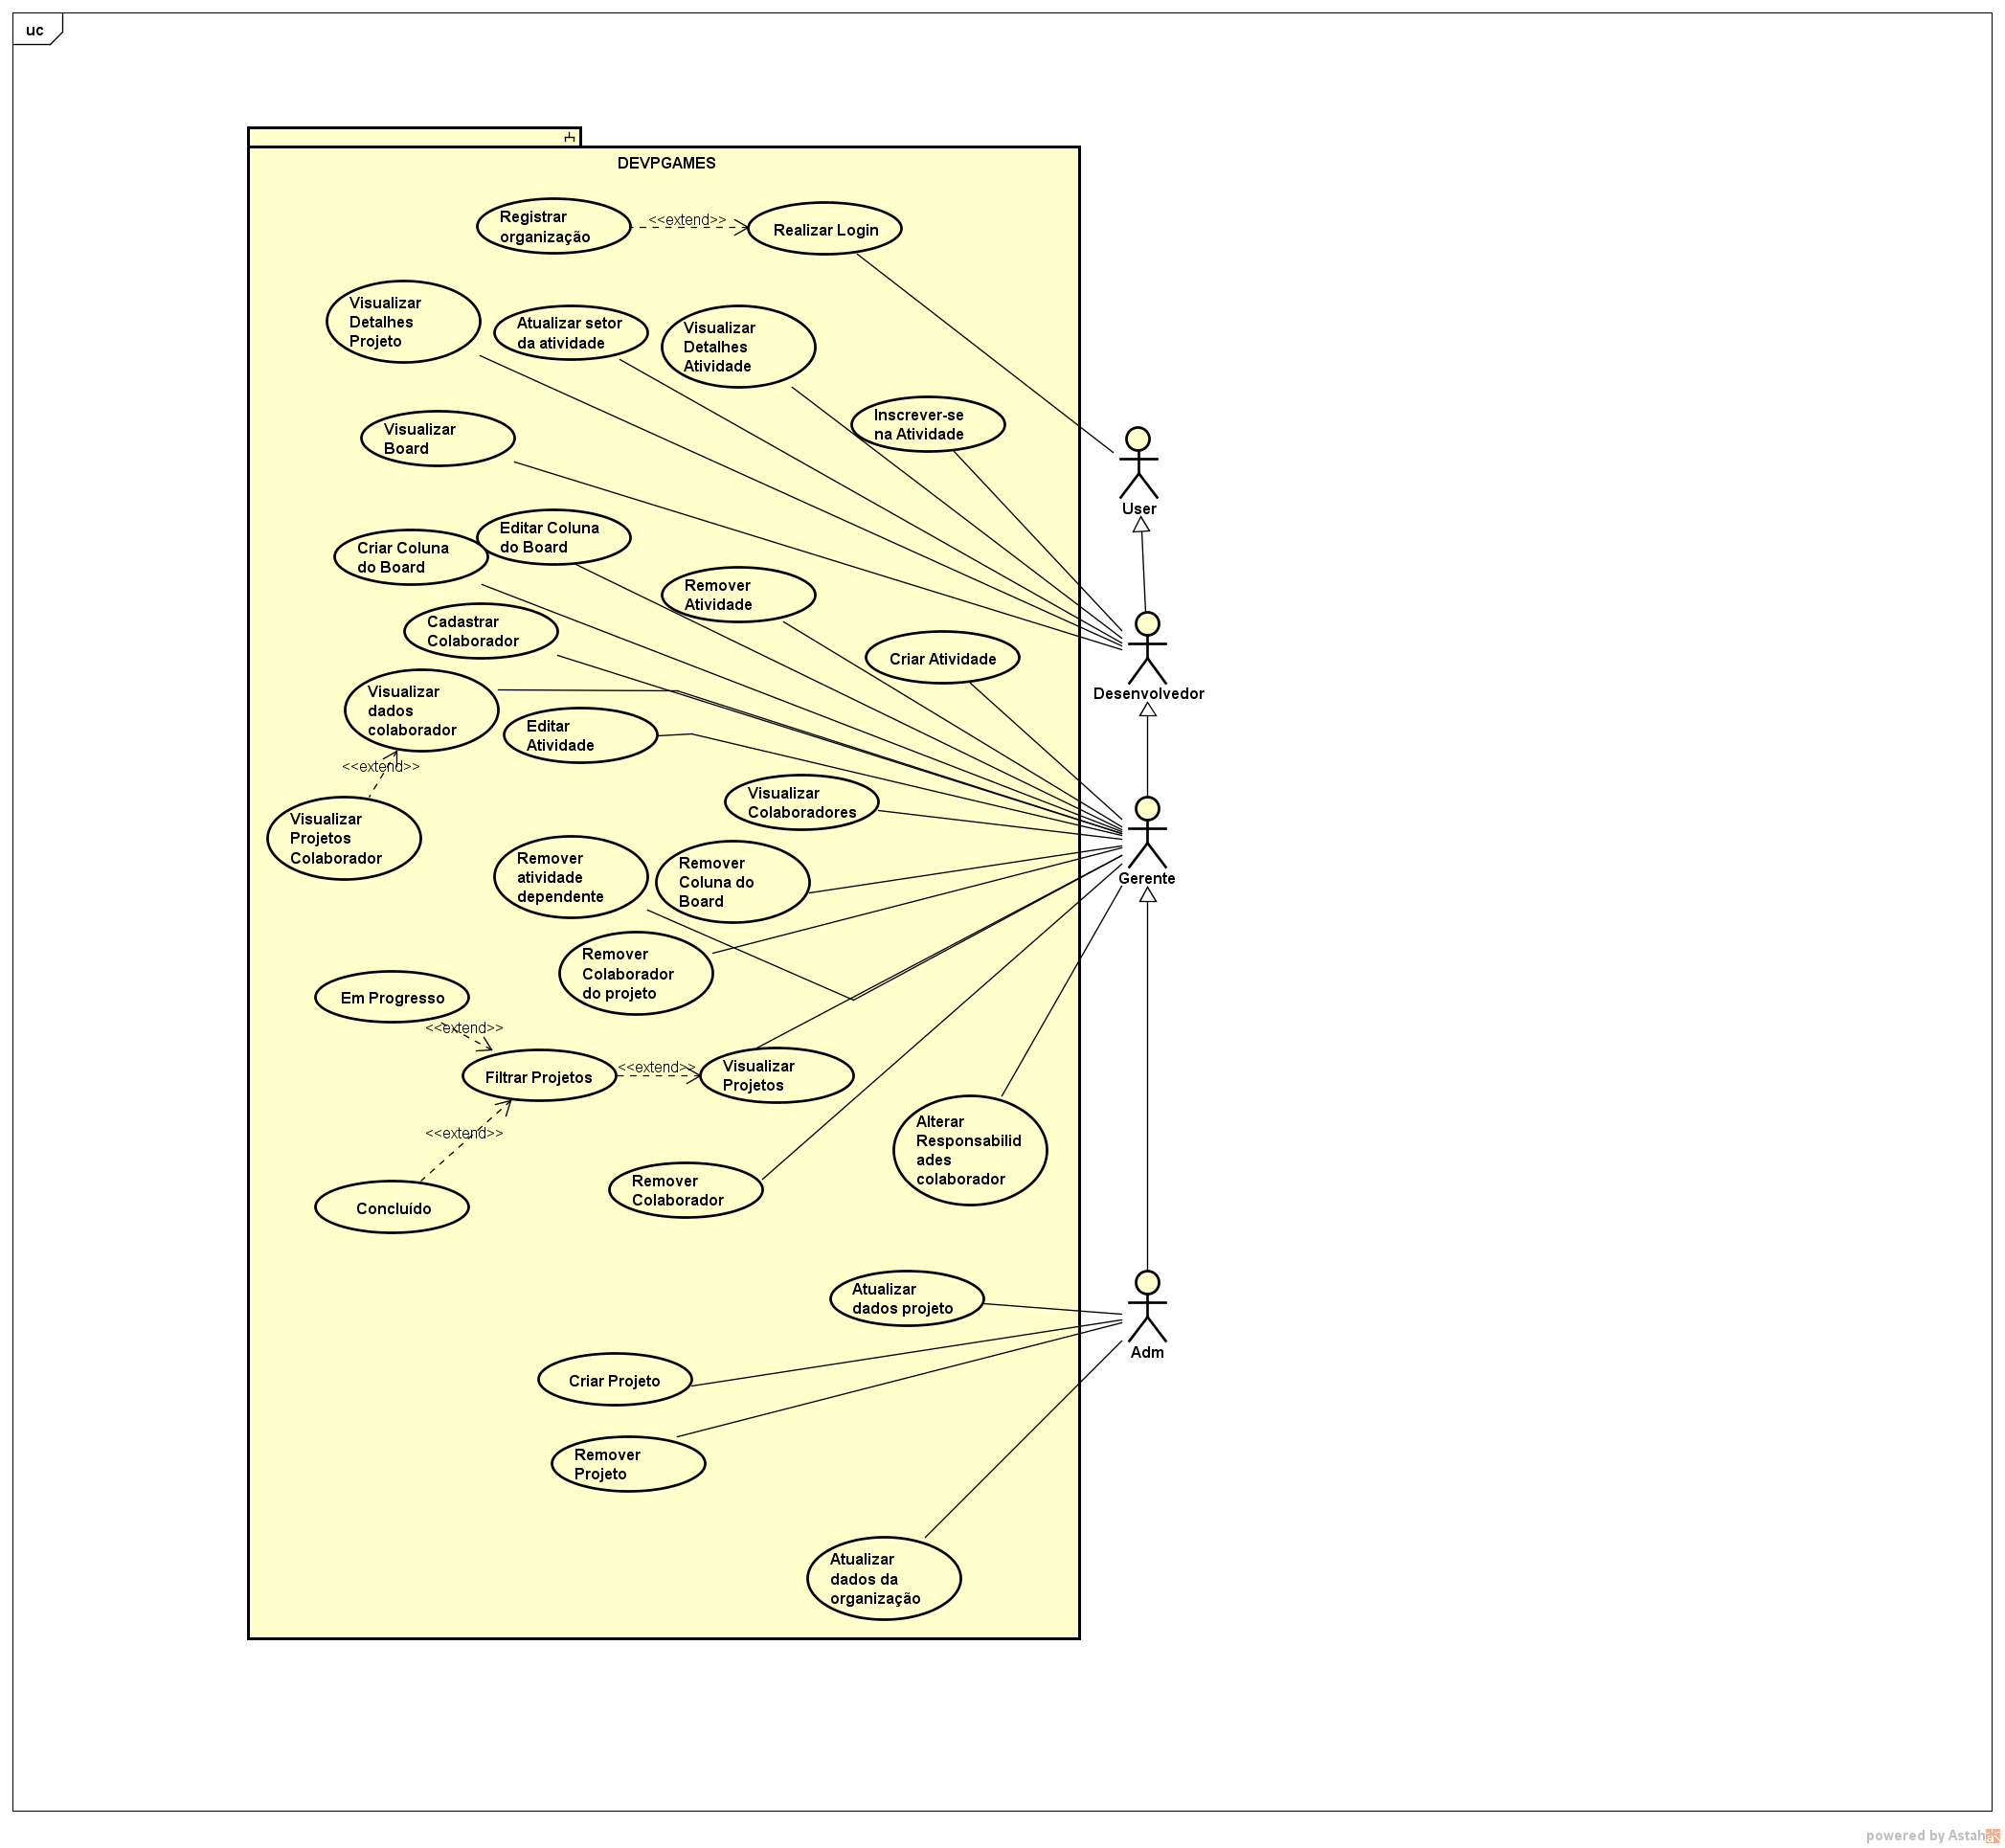 uc
DEVPGAMES
Registrar
organização
<<extend>>
Realizar Login
Visualizar
Detalhes
Projeto
Atualizar setor
da atividade
Visualizar
Detalhes
Atividade
Inscrever-se
na Atividade
Visualizar
Board
User
Editar Coluna
do Board
Criar Coluna
do Board
Remover
Atividade
Cadastrar
Colaborador
Criar Atividade
Desenvolvedor
Visualizar
dados
colaborador
Editar
Atividade
<<extend>>
Visualizar
Colaboradores
Visualizar
Projetos
Colaborador
Remover
atividade
dependente
Remover
Coluna do
Board
Gerente
Remover
Colaborador
do projeto
Em Progresso
<<extend>>
Filtrar Projetos
<<extend>>
Visualizar
Projetos
<<extend>>
Alterar
Responsabilid
ades
colaborador
Remover
Colaborador
Concluído
Atualizar
dados projeto
Adm
Criar Projeto
Remover
Projeto
Atualizar
dados da
organização
powered by Astah